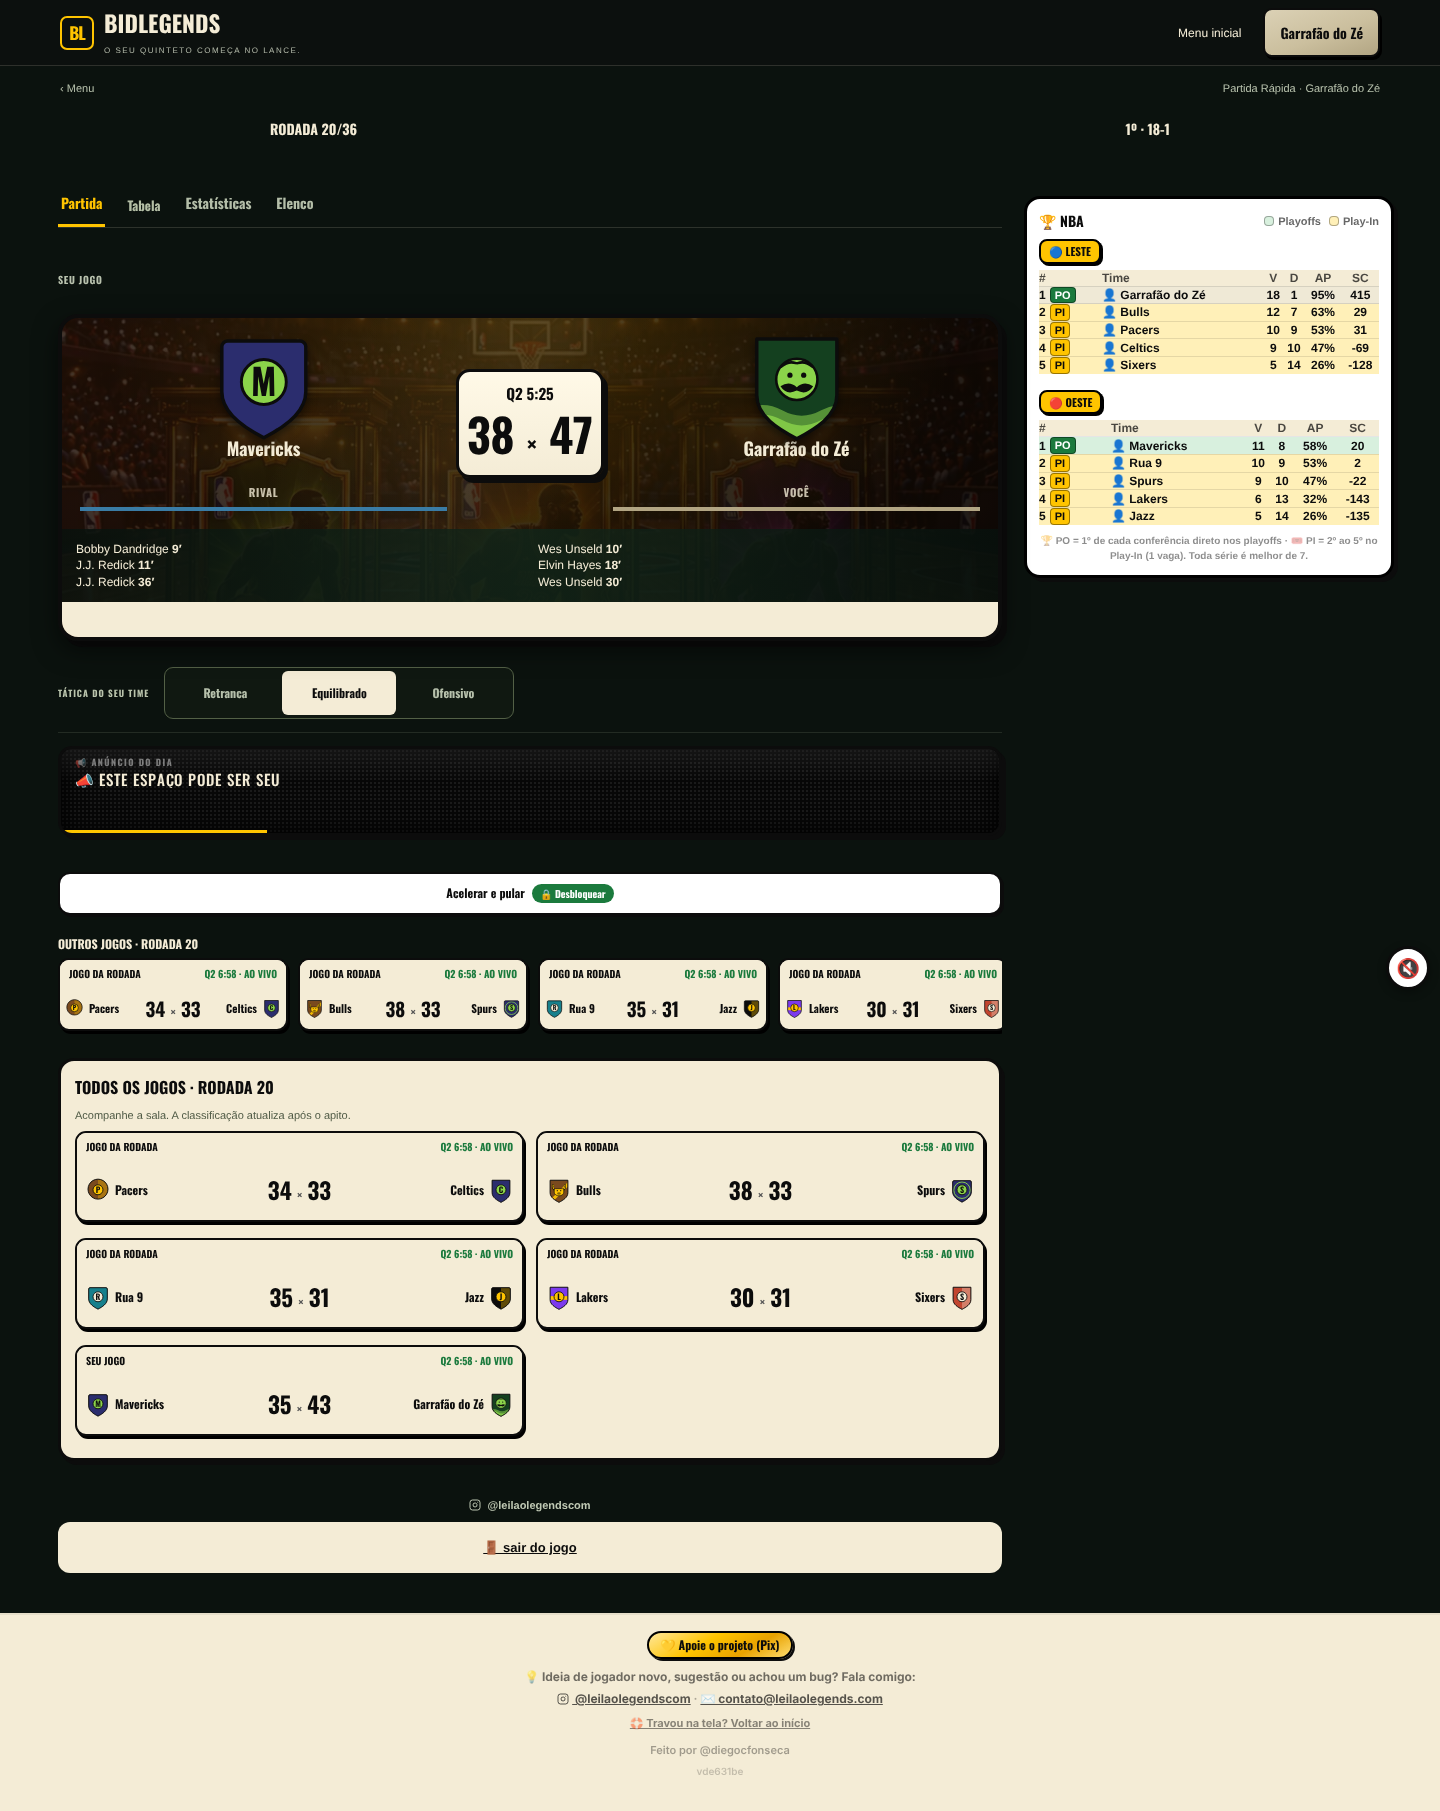 BL
BIDLEGENDS
O SEU QUINTETO COMEÇA NO LANCE.
Menu inicial
Garrafão do Zé
‹ Menu
Partida Rápida · Garrafão do Zé
RODADA 20/36
1º · 18-1
Partida Tabela Estatísticas Elenco
SEU JOGO
M
Mavericks
RIVAL
Q2 5:25
38 × 47
Garrafão do Zé
VOCÊ
Bobby Dandridge 9′
J.J. Redick 11′
J.J. Redick 36′
Wes Unseld 10′
Elvin Hayes 18′
Wes Unseld 30′
TÁTICA DO SEU TIME
Retranca Equilibrado Ofensivo
📢 ANÚNCIO DO DIA
📣 ESTE ESPAÇO PODE SER SEU
Acelerar e pular 🔒 Desbloquear
OUTROS JOGOS · RODADA 20
JOGO DA RODADA Q2 6:58 · AO VIVO
P Pacers 34 × 33 Celtics C
JOGO DA RODADA Q2 6:58 · AO VIVO
Bulls 38 × 33 Spurs S
JOGO DA RODADA Q2 6:58 · AO VIVO
R Rua 9 35 × 31 Jazz J
JOGO DA RODADA Q2 6:58 · AO VIVO
L Lakers 30 × 31 Sixers S
TODOS OS JOGOS · RODADA 20
Acompanhe a sala. A classificação atualiza após o apito.
JOGO DA RODADA Q2 6:58 · AO VIVO
P Pacers 34 × 33 Celtics C
JOGO DA RODADA Q2 6:58 · AO VIVO
Bulls 38 × 33 Spurs S
JOGO DA RODADA Q2 6:58 · AO VIVO
R Rua 9 35 × 31 Jazz J
JOGO DA RODADA Q2 6:58 · AO VIVO
L Lakers 30 × 31 Sixers S
SEU JOGO Q2 6:58 · AO VIVO
M Mavericks 35 × 43 Garrafão do Zé
@leilaolegendscom
🚪 sair do jogo
🏆 NBA
Playoffs Play-In
🔵 LESTE
# Time V D AP SC
1 PO 👤 Garrafão do Zé 18 1 95% 415
2 PI 👤 Bulls 12 7 63% 29
3 PI 👤 Pacers 10 9 53% 31
4 PI 👤 Celtics 9 10 47% -69
5 PI 👤 Sixers 5 14 26% -128
🔴 OESTE
# Time V D AP SC
1 PO 👤 Mavericks 11 8 58% 20
2 PI 👤 Rua 9 10 9 53% 2
3 PI 👤 Spurs 9 10 47% -22
4 PI 👤 Lakers 6 13 32% -143
5 PI 👤 Jazz 5 14 26% -135
🏆 PO = 1º de cada conferência direto nos playoffs · 🎟️ PI = 2º ao 5º no
Play-In (1 vaga). Toda série é melhor de 7.
💛 Apoie o projeto (Pix)
💡 Ideia de jogador novo, sugestão ou achou um bug? Fala comigo:
@leilaolegendscom · ✉️ contato@leilaolegends.com
🛟 Travou na tela? Voltar ao início
Feito por @diegocfonseca
vde631be